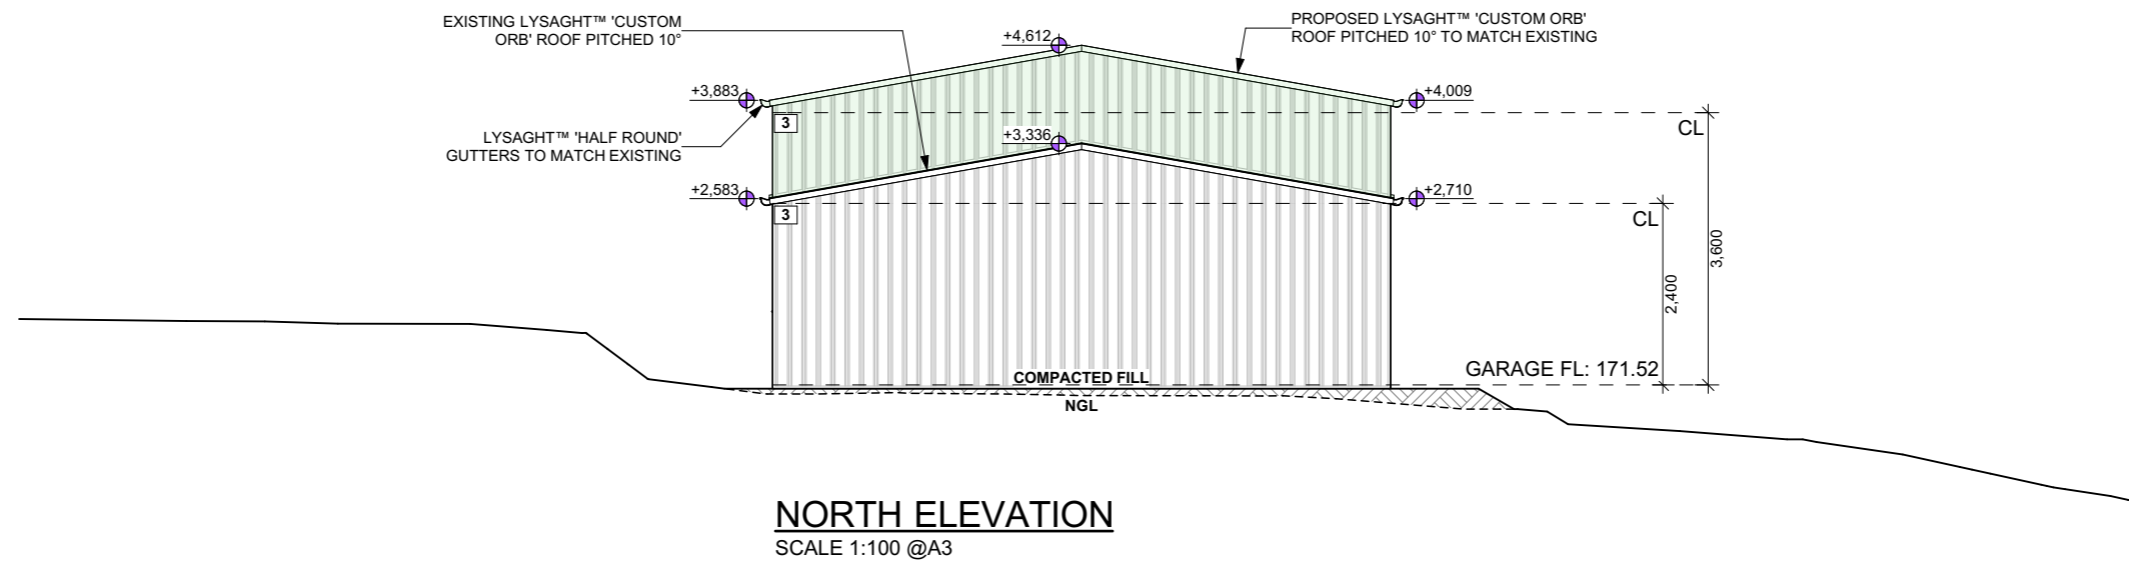 EXISTING LYSAGHT™ 'CUSTOM
ORB' ROOF PITCHED 10°
PROPOSED LYSAGHT™ 'CUSTOM ORB'
ROOF PITCHED 10° TO MATCH EXISTING
+4,612
+3,883
+4,009
3
CL
LYSAGHT™ 'HALF ROUND'
GUTTERS TO MATCH EXISTING
+3,336
+2,583
+2,710
3
CL
3,600
2,400
GARAGE FL: 171.52
COMPACTED FILL
NGL
NORTH ELEVATION
SCALE 1:100 @A3